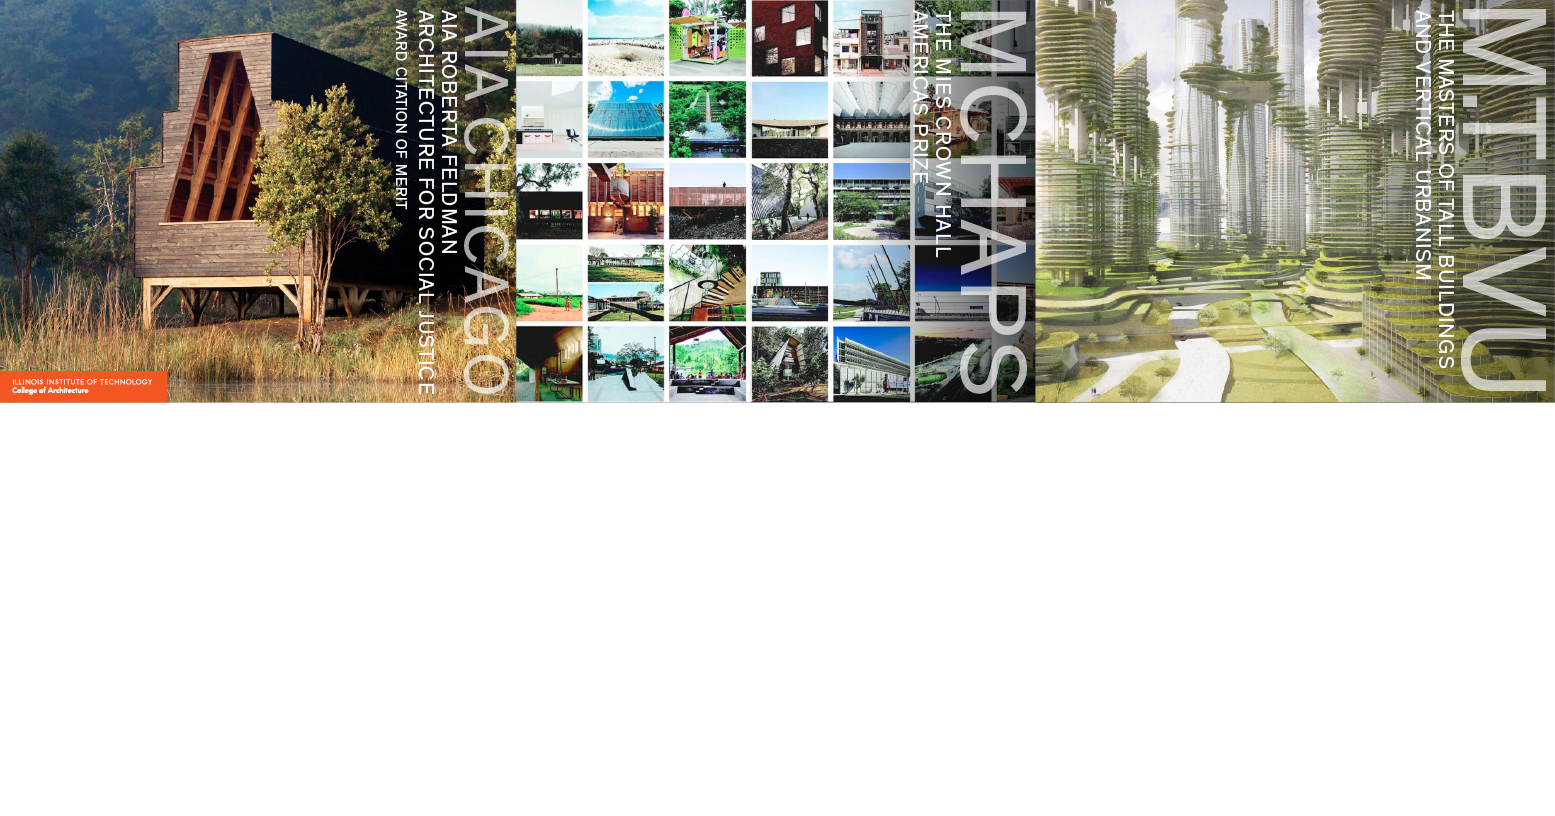 AIA CHICAGO
AIA ROBERTA FELDMAN
ARCHITECTURE FOR SOCIAL JUSTICE
AWARD CITATION OF MERIT
ILLINOIS INSTITUTE OF TECHNOLOGY
College of Architecture
MCHAPS
THE MIES CROWN HALL
AMERICAS PRIZE
M.TBVU
THE MASTERS OF TALL BUILDINGS
AND VERTICAL URBANISM